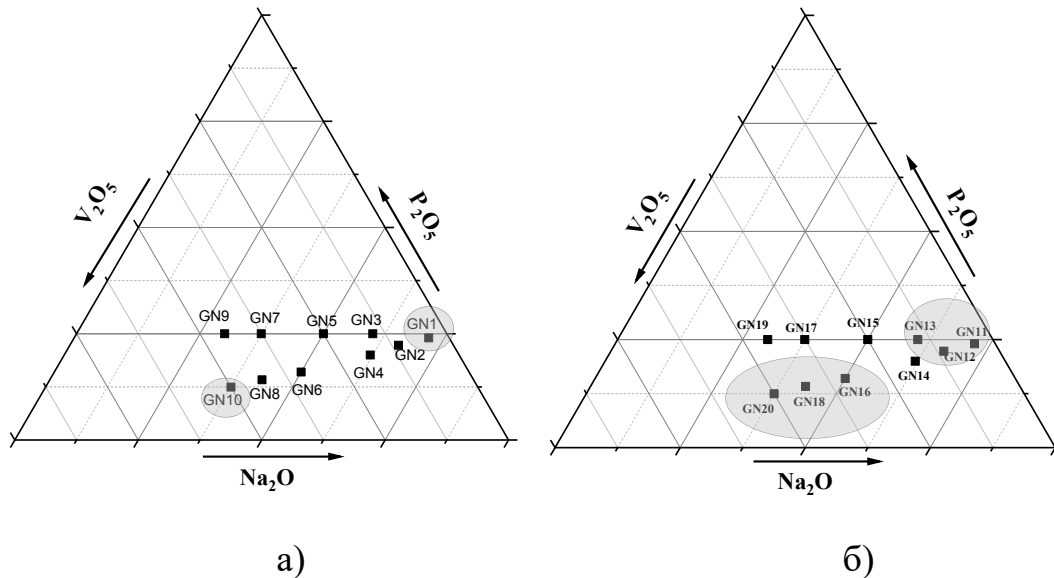 V₂O₅
P₂O₅
GN9
GN7
GN5
GN3
GN1
GN2
GN4
GN6
GN8
GN10
Na₂O
а)
V₂O₅
P₂O₅
GN19
GN17
GN15
GN13
GN11
GN12
GN14
GN16
GN18
GN20
Na₂O
б)